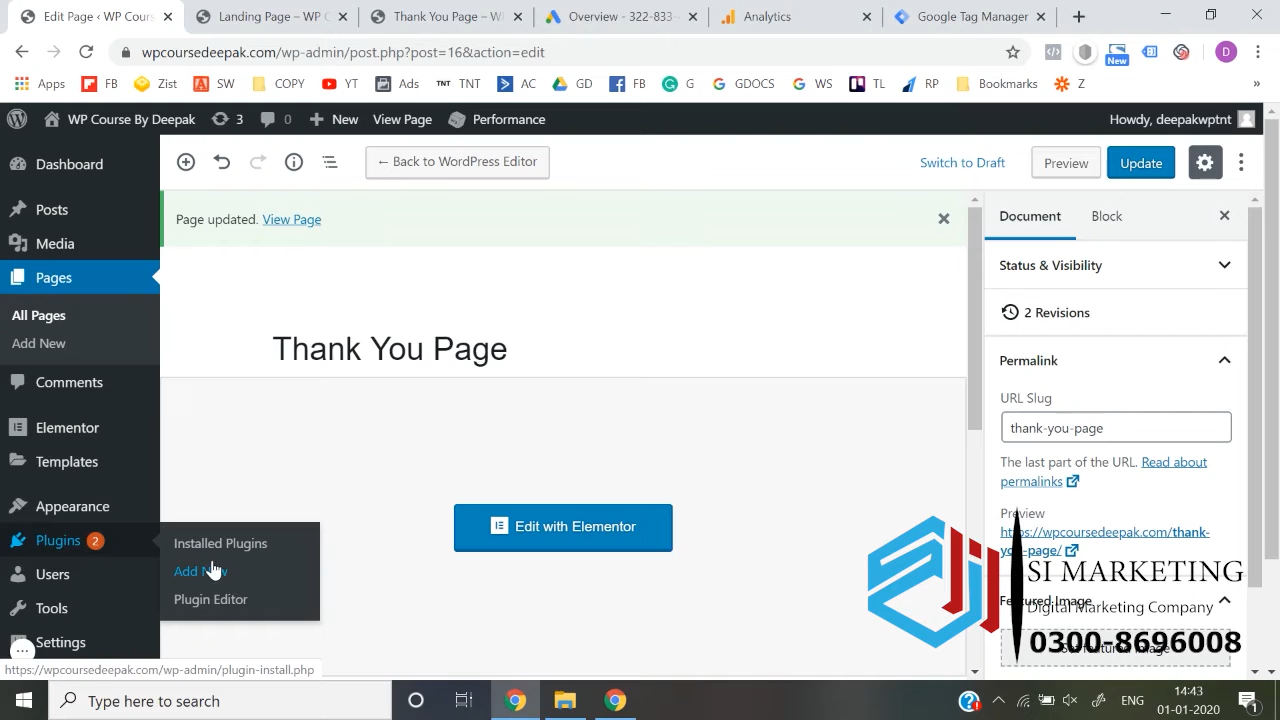 Edit Page ‹ WP Cours
Landing Page – WP C
Thank You Page – W
Overview - 322-833-
Analytics
Google Tag Manager
wpcoursedeepak.com/wp-admin/post.php?post=16&action=edit
New
D
Apps
FB
Zist
SW
COPY
YT
Ads
TNT TNT
AC
GD
FB
G
GDOCS
WS
TL
RP
Bookmarks
Z
WP Course By Deepak
3
0
New
View Page
Performance
Howdy, deepakwptnt
Dashboard
Posts
Media
Pages
All Pages
Add New
Comments
Elementor
Templates
Appearance
Plugins 2
Users
Tools
Settings
Installed Plugins
Add New
Plugin Editor
← Back to WordPress Editor
Switch to Draft
Preview
Update
Page updated. View Page
Thank You Page
Edit with Elementor
Document
Block
Status & Visibility
2 Revisions
Permalink
URL Slug
thank-you-page
The last part of the URL. Read about
permalinks
Preview
https://wpcoursedeepak.com/thank-
you-page/
Featured Image
Set featured image
SI MARKETING
Digital Marketing Company
0300-8696008
https://wpcoursedeepak.com/wp-admin/plugin-install.php
Type here to search
ENG
14:43
01-01-2020
1